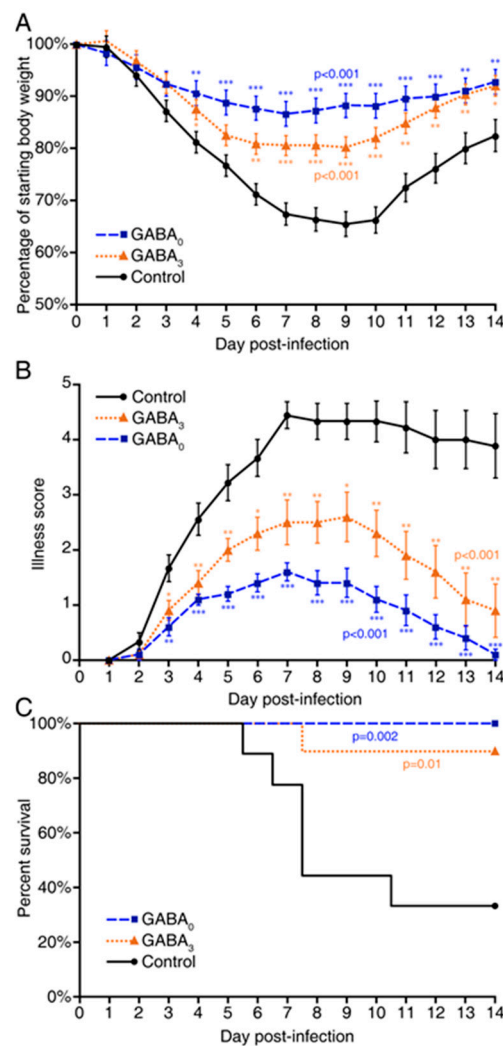 A
100%
90%
80%
70%
60%
50%
Percentage of starting body weight
** *** *** *** *** *** *** *** ** ** **
p<0.001
* ** ** *** *** *** *** ** ** ** *
p<0.001
GABA0
GABA3
Control
0 1 2 3 4 5 6 7 8 9 10 11 12 13 14
Day post-infection
B
5
4
3
2
1
0
Illness score
Control
GABA3
GABA0
* ** ** * ** ** * ** ** ** ** **
p<0.001
** *** *** *** *** *** *** *** *** *** *** ***
p<0.001
0 1 2 3 4 5 6 7 8 9 10 11 12 13 14
Day post-infection
C
100%
80%
60%
40%
20%
0%
Percent survival
p=0.002
p=0.01
GABA0
GABA3
Control
0 1 2 3 4 5 6 7 8 9 10 11 12 13 14
Day post-infection